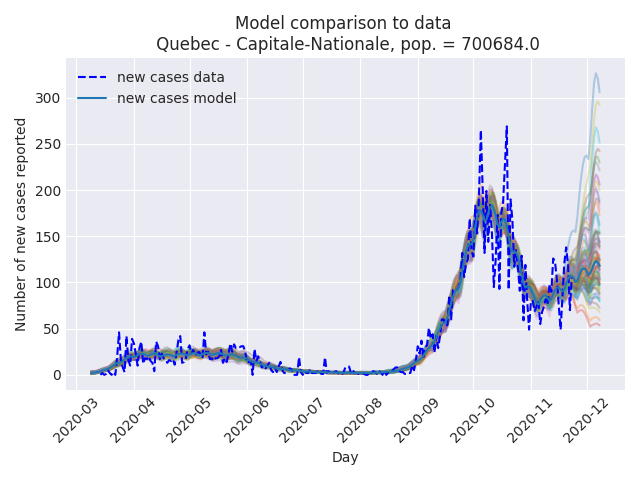 Model comparison to data
Quebec - Capitale-Nationale, pop. = 700684.0
new cases data
new cases model
Number of new cases reported
300
250
200
150
100
50
0
2020-03
2020-04
2020-05
2020-06
2020-07
2020-08
2020-09
2020-10
2020-11
2020-12
Day